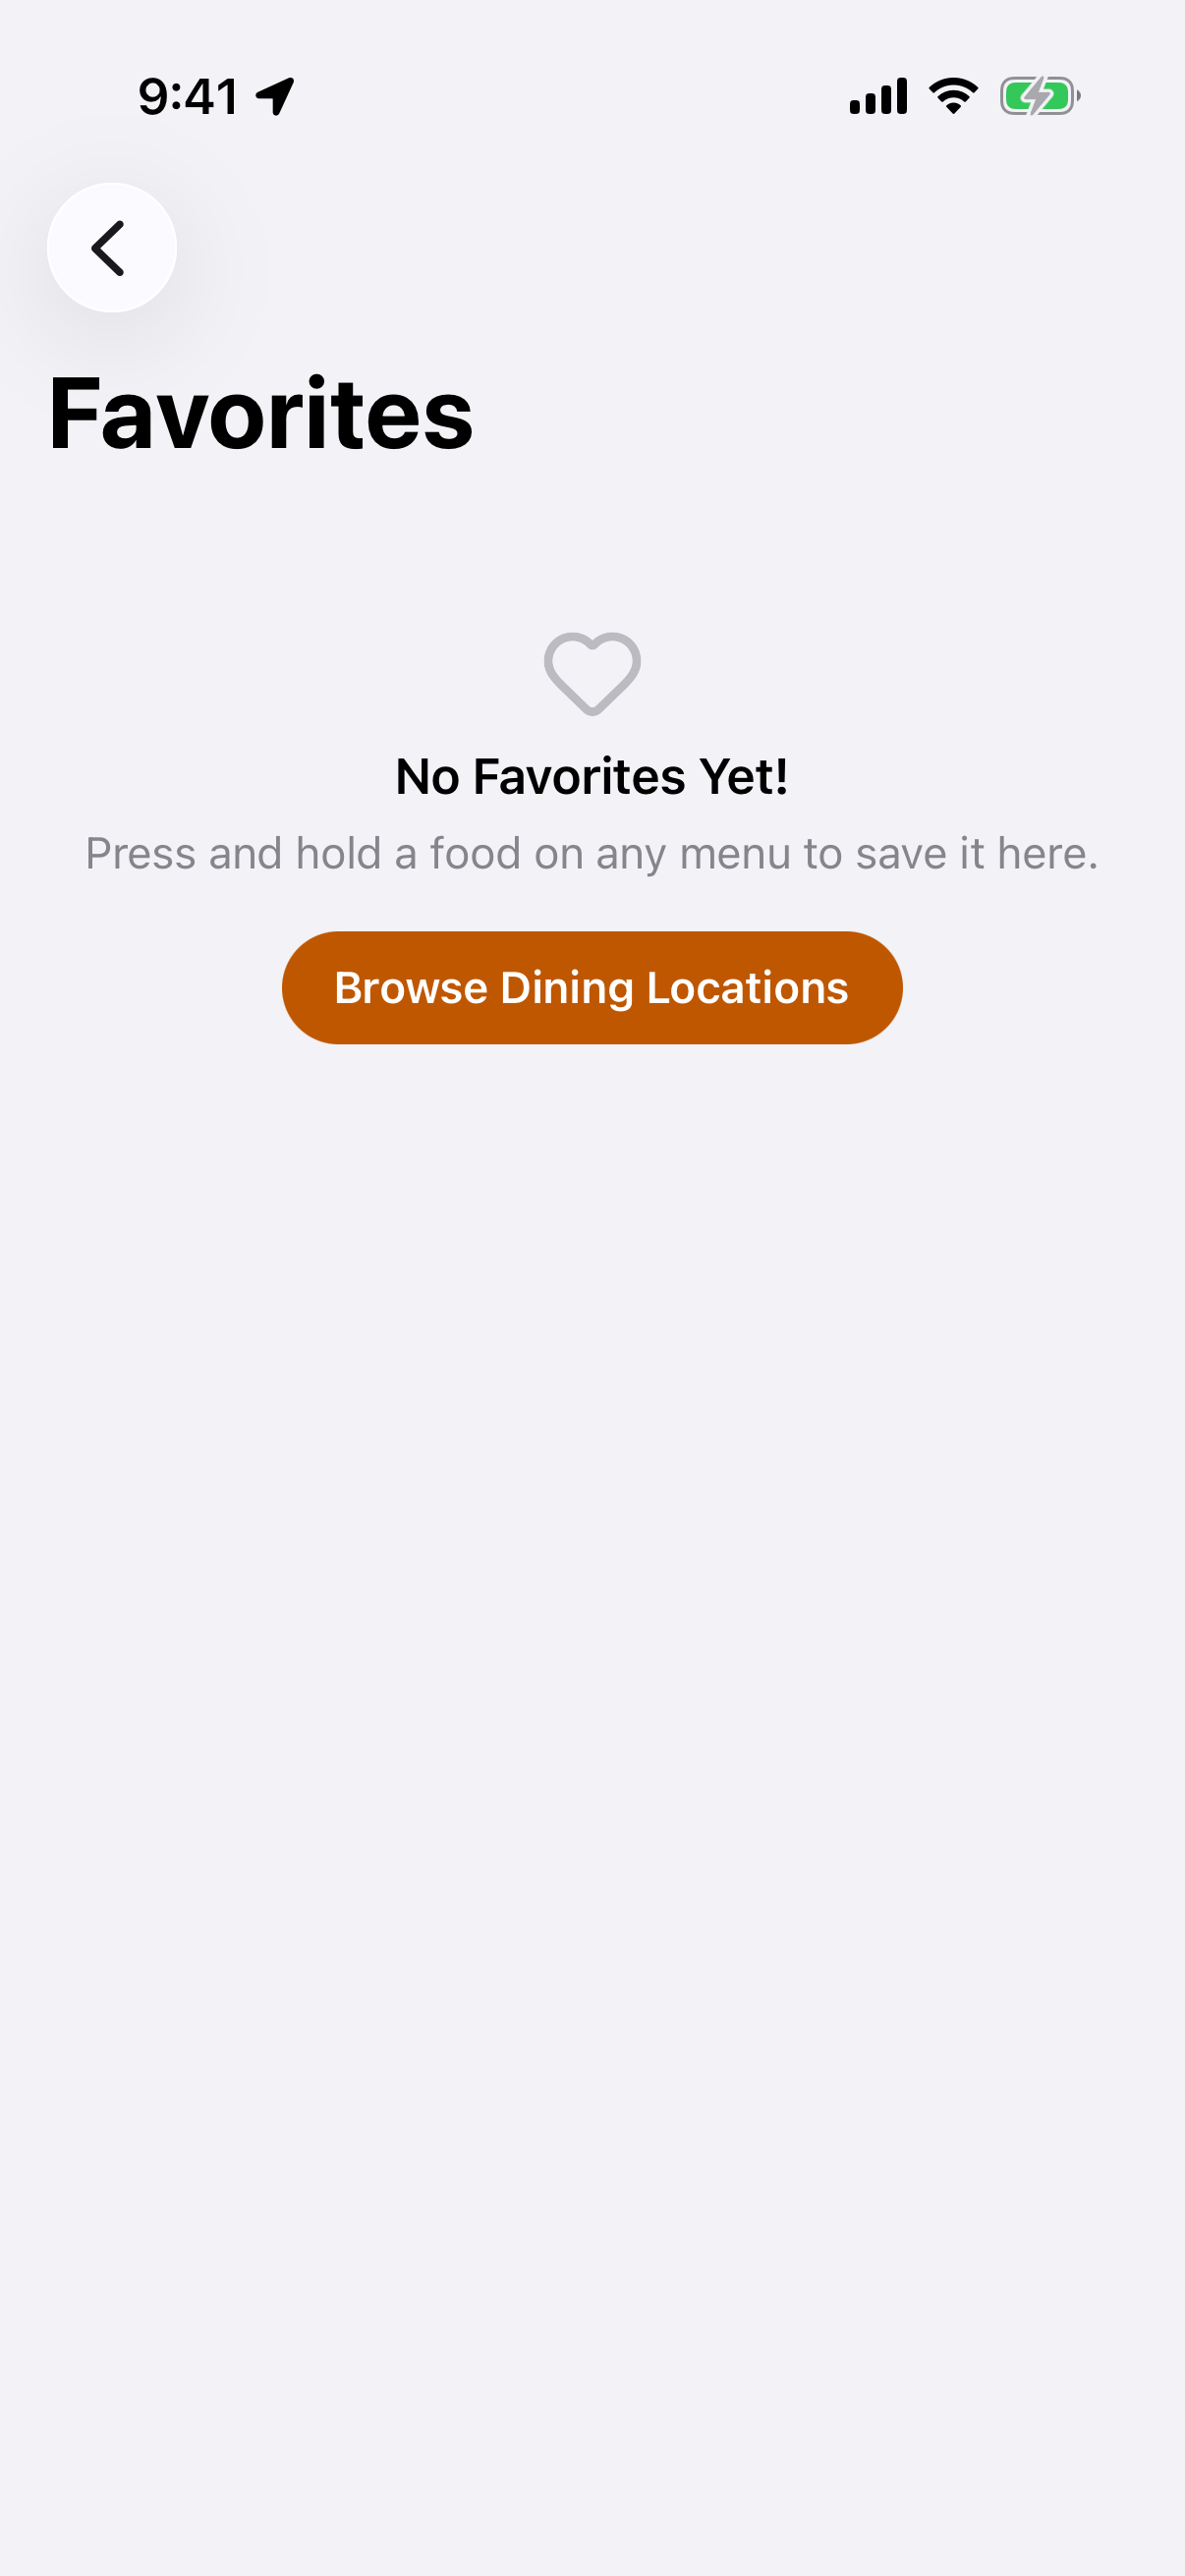 9:41
Favorites
No Favorites Yet!
Press and hold a food on any menu to save it here.
Browse Dining Locations